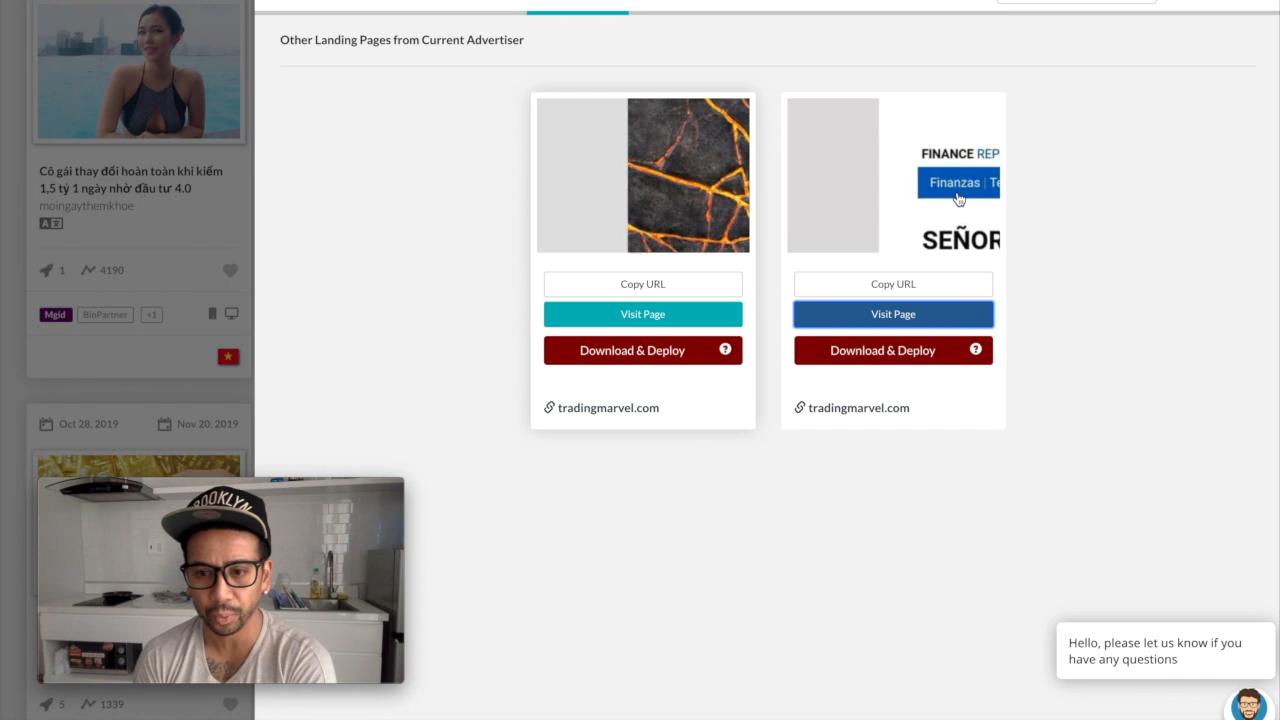 Other Landing Pages from Current Advertiser
Cô gái thay đổi hoàn toàn khi kiếm
1,5 tỷ 1 ngày nhờ đầu tư 4.0
moingaythemkhoe
1 4190
Mgid BinPartner +1
Oct 28, 2019 Nov 20, 2019
5 1339
Copy URL
Visit Page
Download & Deploy ?
tradingmarvel.com
FINANCE REP
Finanzas | Te
SEÑOR
Copy URL
Visit Page
Download & Deploy ?
tradingmarvel.com
BROOKLYN
Hello, please let us know if you
have any questions